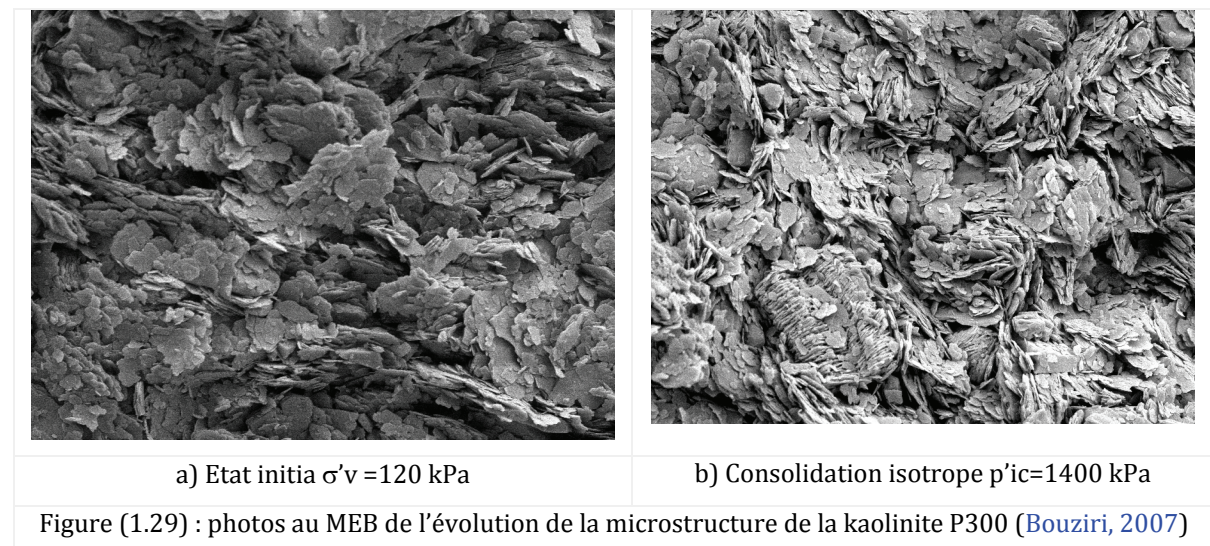 a) Etat initia σ’v =120 kPa
b) Consolidation isotrope p’ic=1400 kPa
Figure (1.29) : photos au MEB de l’évolution de la microstructure de la kaolinite P300 (Bouziri, 2007)